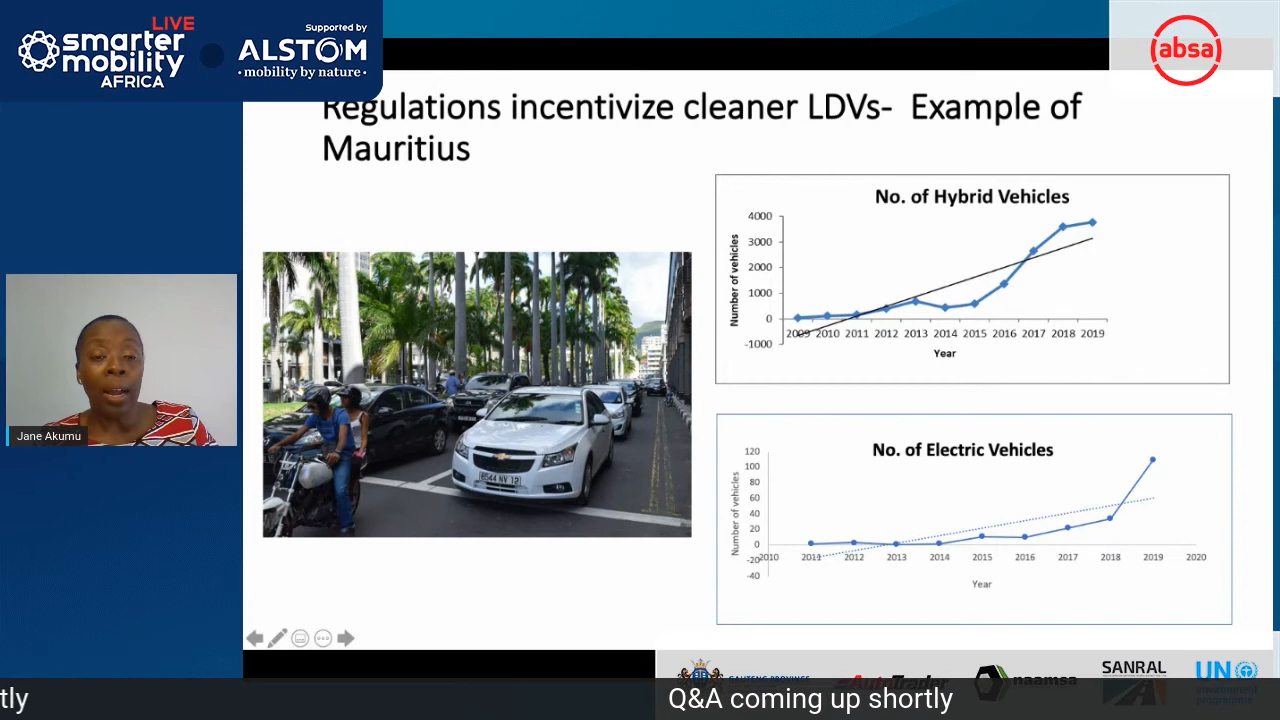 LIVE
smarter
mobility
AFRICA
Supported by
ALSTOM
• mobility by nature •
absa
Regulations incentivize cleaner LDVs- Example of
Mauritius
No. of Hybrid Vehicles
Number of vehicles
4000
3000
2000
1000
0
-1000
2009 2010 2011 2012 2013 2014 2015 2016 2017 2018 2019
Year
No. of Electric Vehicles
Number of vehicles
120
100
80
60
40
20
0
-20
-40
2010 2011 2012 2013 2014 2015 2016 2017 2018 2019 2020
Year
Jane Akumu
GAUTENG PROVINCE
AutoTrader
naamsa
SANRAL
UN
environment
programme
tly
Q&A coming up shortly